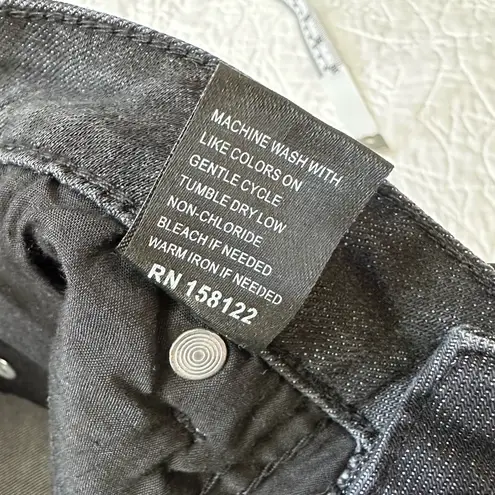 MACHINE WASH WITH
LIKE COLORS ON
GENTLE CYCLE
TUMBLE DRY LOW
NON-CHLORIDE
BLEACH IF NEEDED
WARM IRON IF NEEDED
RN 158122